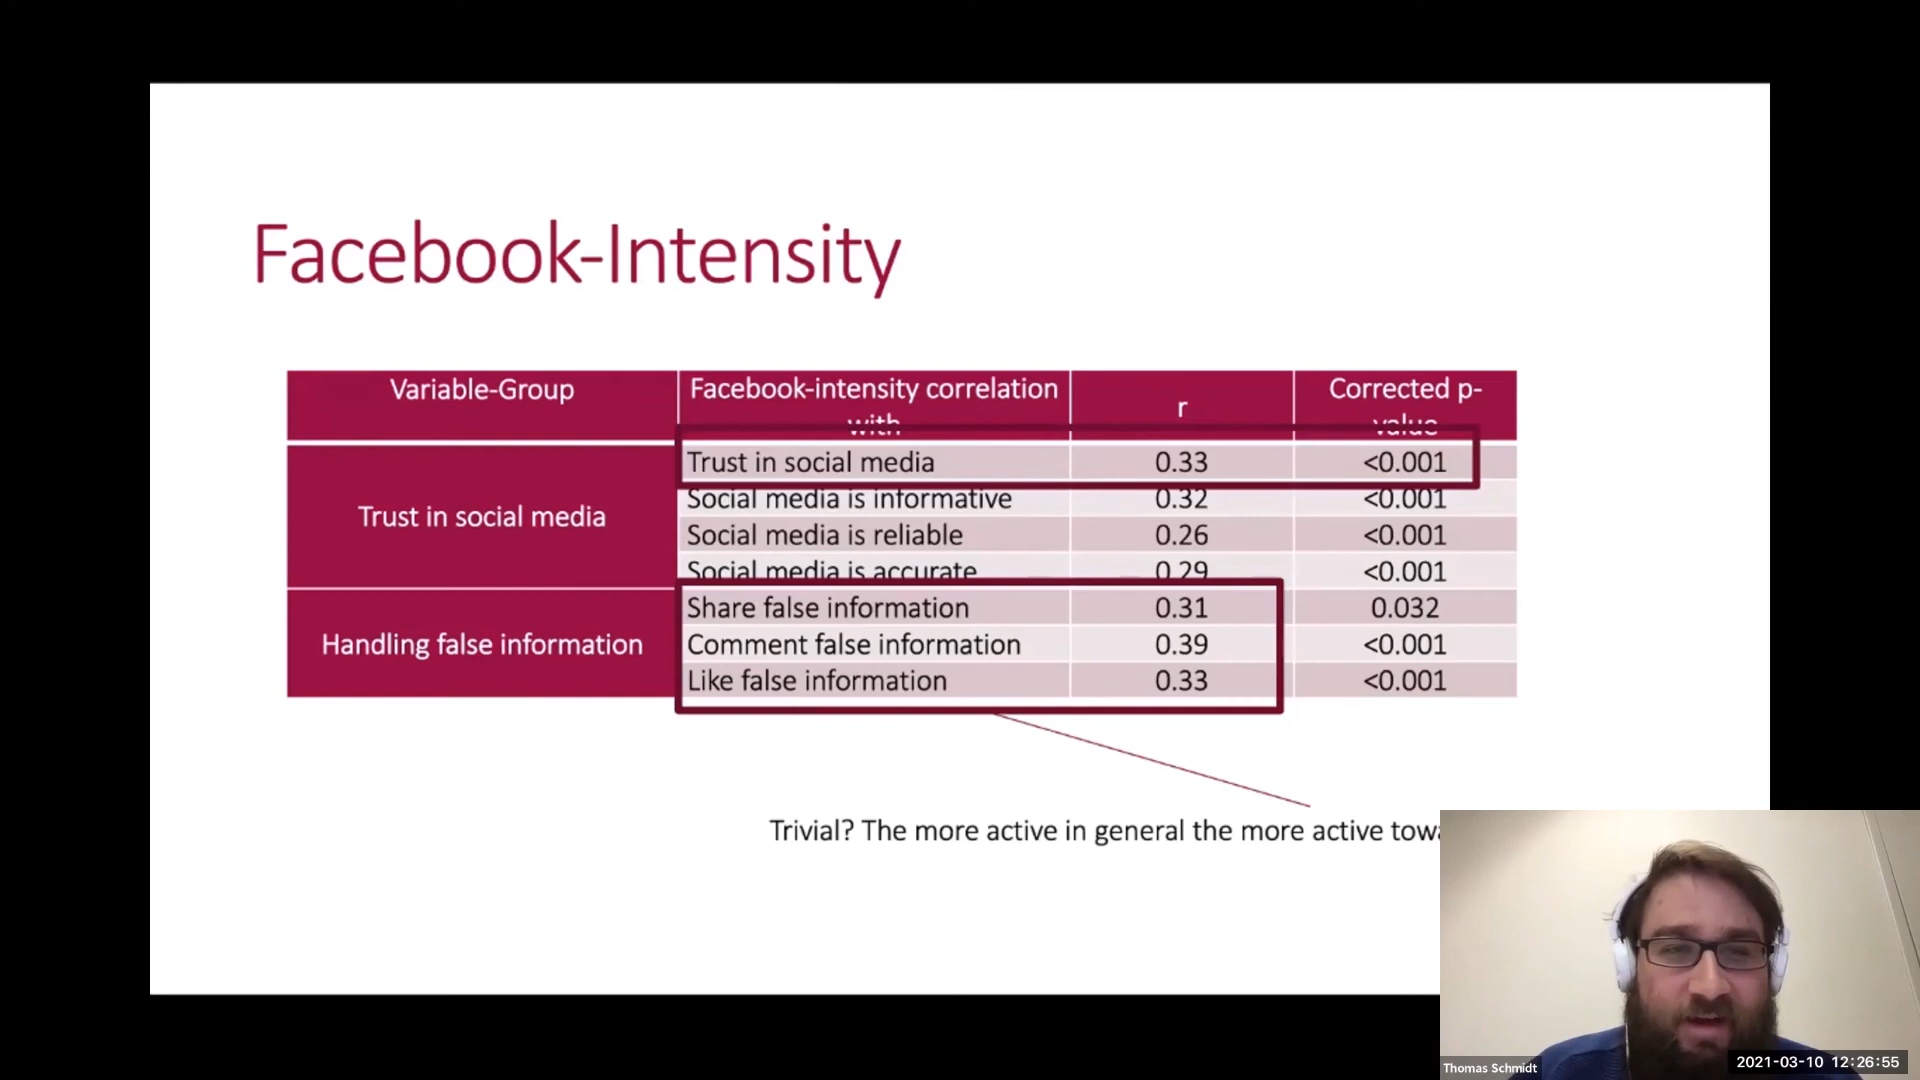 Facebook-Intensity
Variable-Group
Facebook-intensity correlation
with
r
Corrected p-
value
Trust in social media
Trust in social media 0.33 <0.001
Social media is informative 0.32 <0.001
Social media is reliable 0.26 <0.001
Social media is accurate 0.29 <0.001
Handling false information
Share false information 0.31 0.032
Comment false information 0.39 <0.001
Like false information 0.33 <0.001
Trivial? The more active in general the more active
Thomas Schmidt
2021-03-10 12:26:55